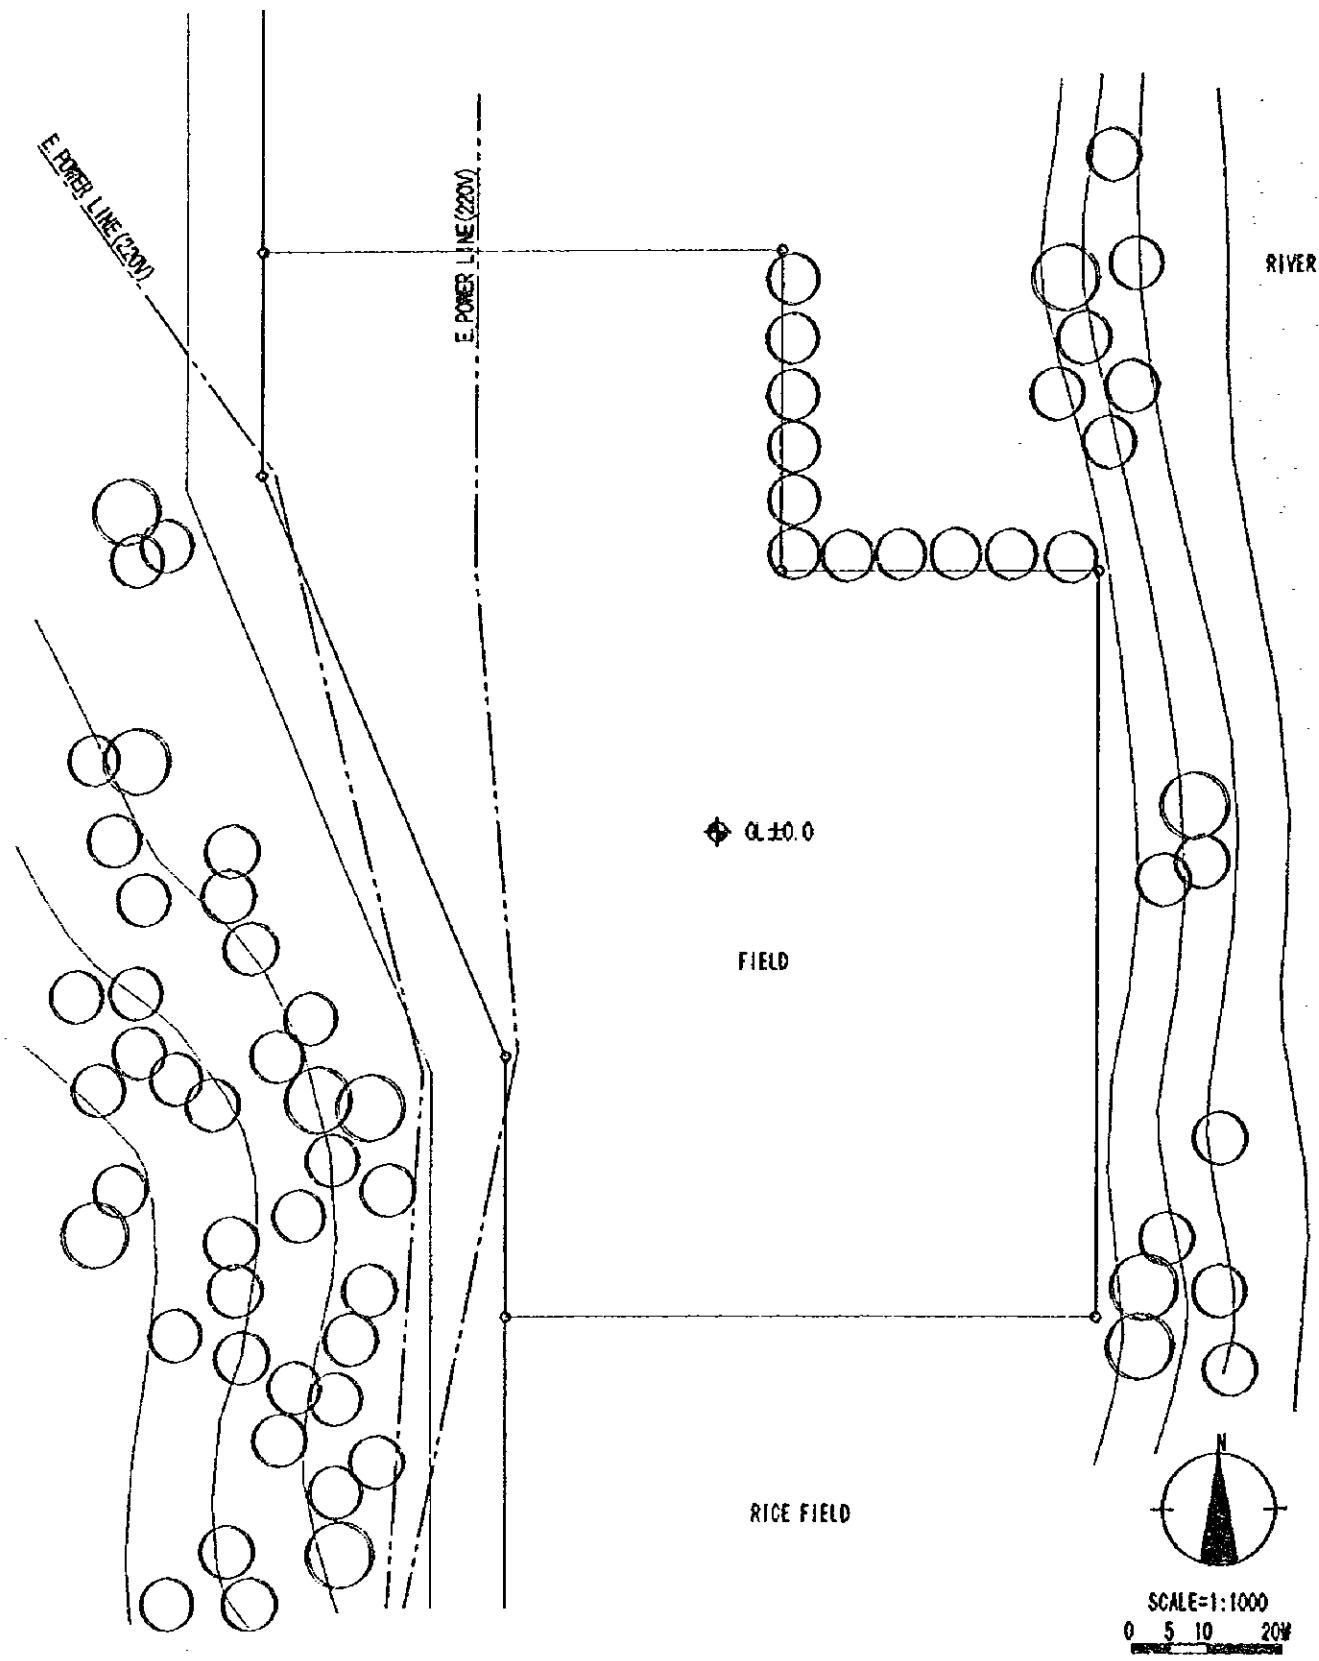 E. POWER LINE(220V)
E. POWER LINE(220V)
RIVER
GL±0.0
FIELD
RICE FIELD
N
SCALE=1:1000
0 5 10 20M